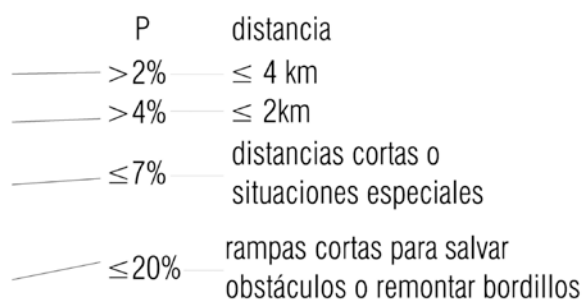 P distancia
>2% ≤ 4 km
>4% ≤ 2km
≤7% distancias cortas o
situaciones especiales
≤20% rampas cortas para salvar
obstáculos o remontar bordillos